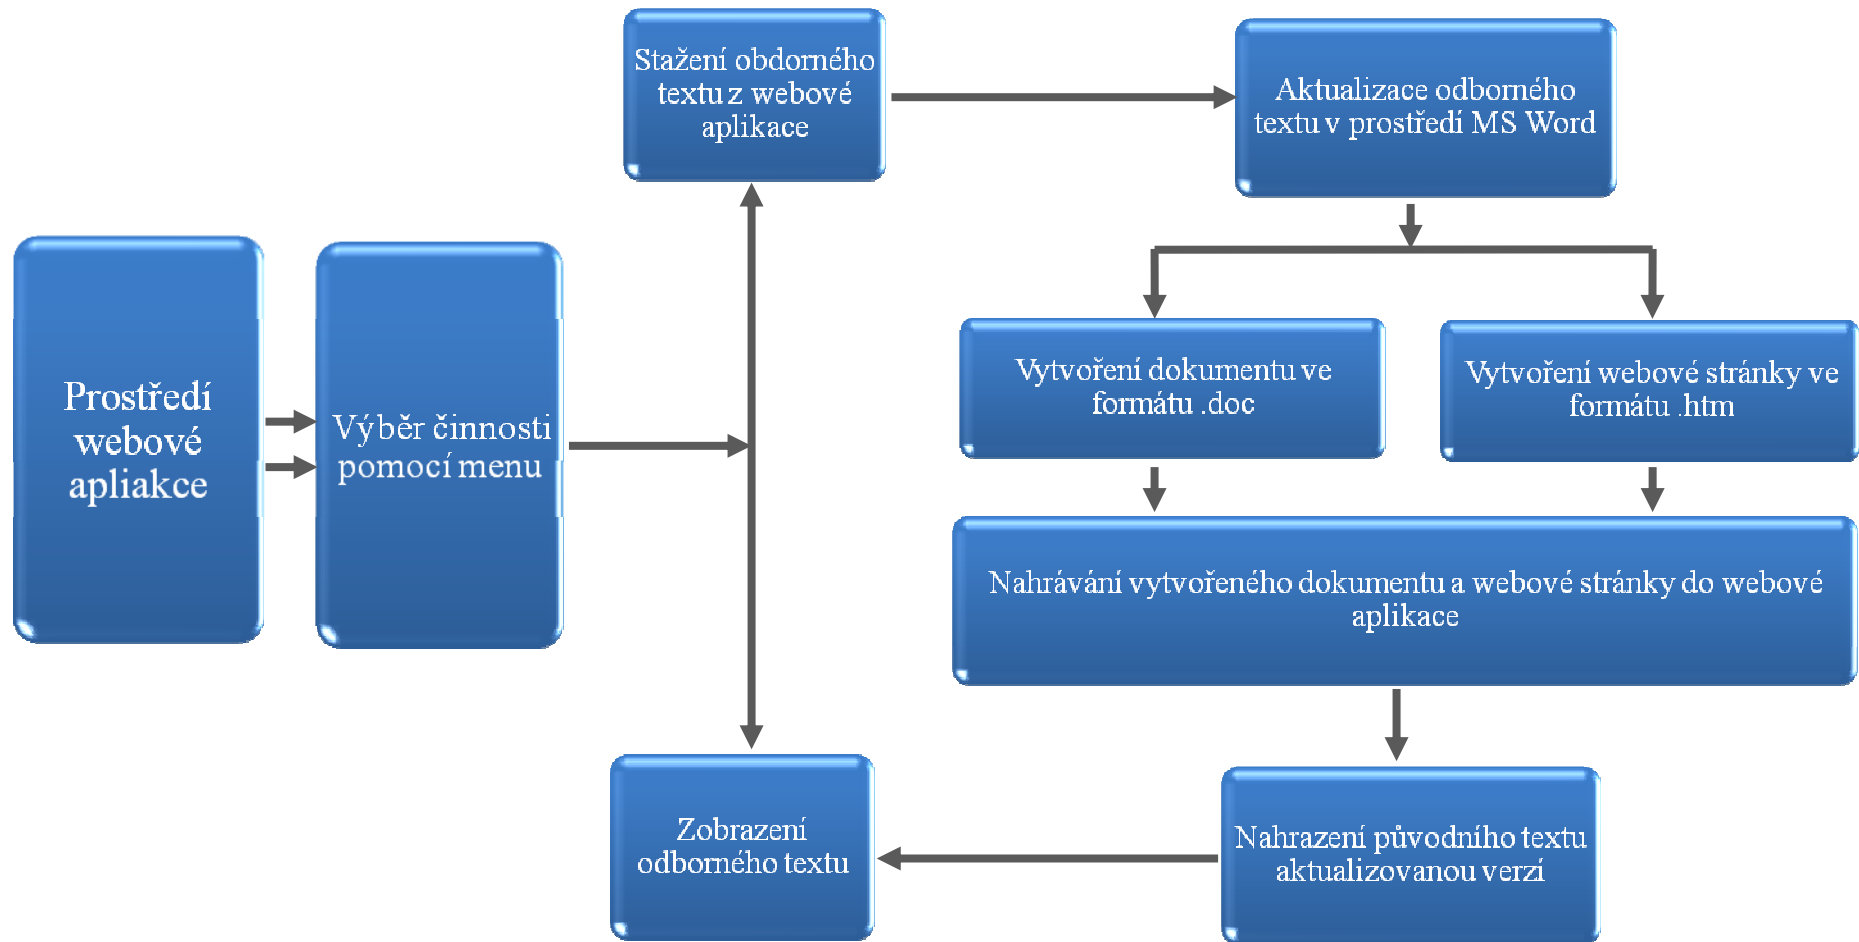 Prostředí
webové
apliakce
Výběr činnosti
pomocí menu
Stažení obdorného
textu z webové
aplikace
Aktualizace odborného
textu v prostředí MS Word
Vytvoření dokumentu ve
formátu .doc
Vytvoření webové stránky ve
formátu .htm
Nahrávání vytvořeného dokumentu a webové stránky do webové
aplikace
Nahrazení původního textu
aktualizovanou verzí
Zobrazení
odborného textu